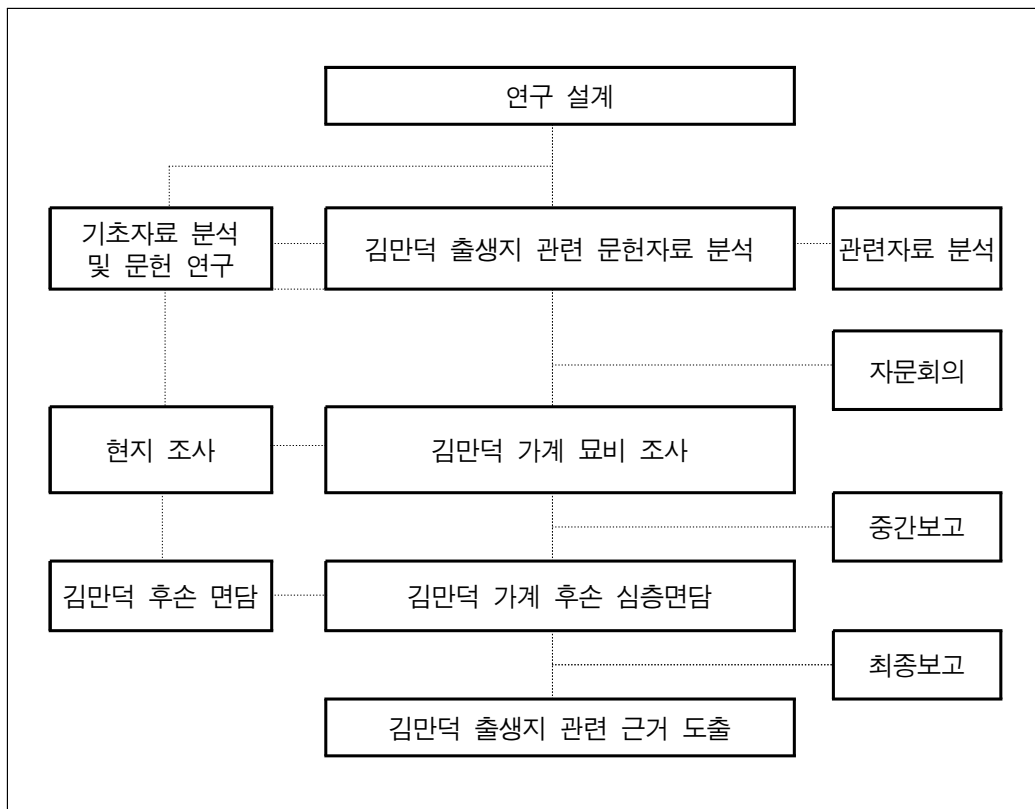 연구 설계
기초자료 분석
및 문헌 연구
김만덕 출생지 관련 문헌자료 분석
관련자료 분석
자문회의
현지 조사
김만덕 가계 묘비 조사
중간보고
김만덕 후손 면담
김만덕 가계 후손 심층면담
최종보고
김만덕 출생지 관련 근거 도출